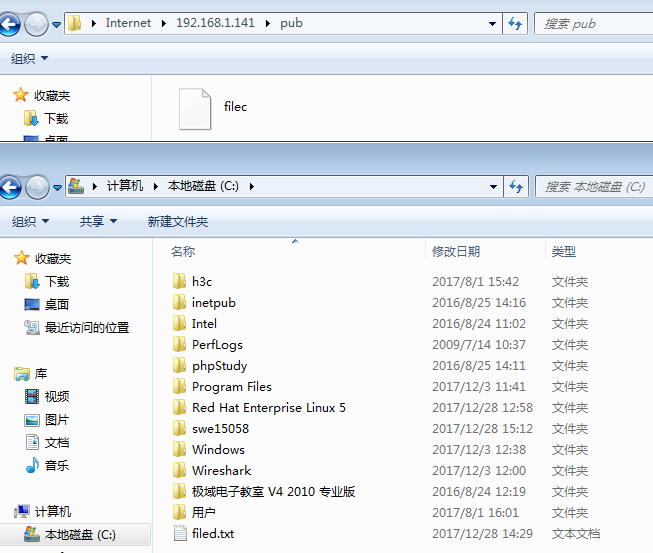 Internet 192.168.1.141 pub 搜索 pub
组织
收藏夹
下载
filec
计算机 本地磁盘 (C:) 搜索 本地磁盘 (C:)
组织 共享 新建文件夹
名称 修改日期 类型
收藏夹
下载
桌面
最近访问的位置
库
视频
图片
文档
音乐
计算机
本地磁盘 (C:)
h3c 2017/8/1 15:42 文件夹
inetpub 2016/8/25 14:16 文件夹
Intel 2016/8/24 11:02 文件夹
PerfLogs 2009/7/14 10:37 文件夹
phpStudy 2016/8/25 14:11 文件夹
Program Files 2017/12/3 11:41 文件夹
Red Hat Enterprise Linux 5 2017/12/28 12:58 文件夹
swe15058 2017/12/28 15:12 文件夹
Windows 2017/12/3 12:38 文件夹
Wireshark 2017/12/3 12:00 文件夹
极域电子教室 V4 2010 专业版 2016/8/24 12:19 文件夹
用户 2017/8/1 16:01 文件夹
filed.txt 2017/12/28 14:29 文本文档